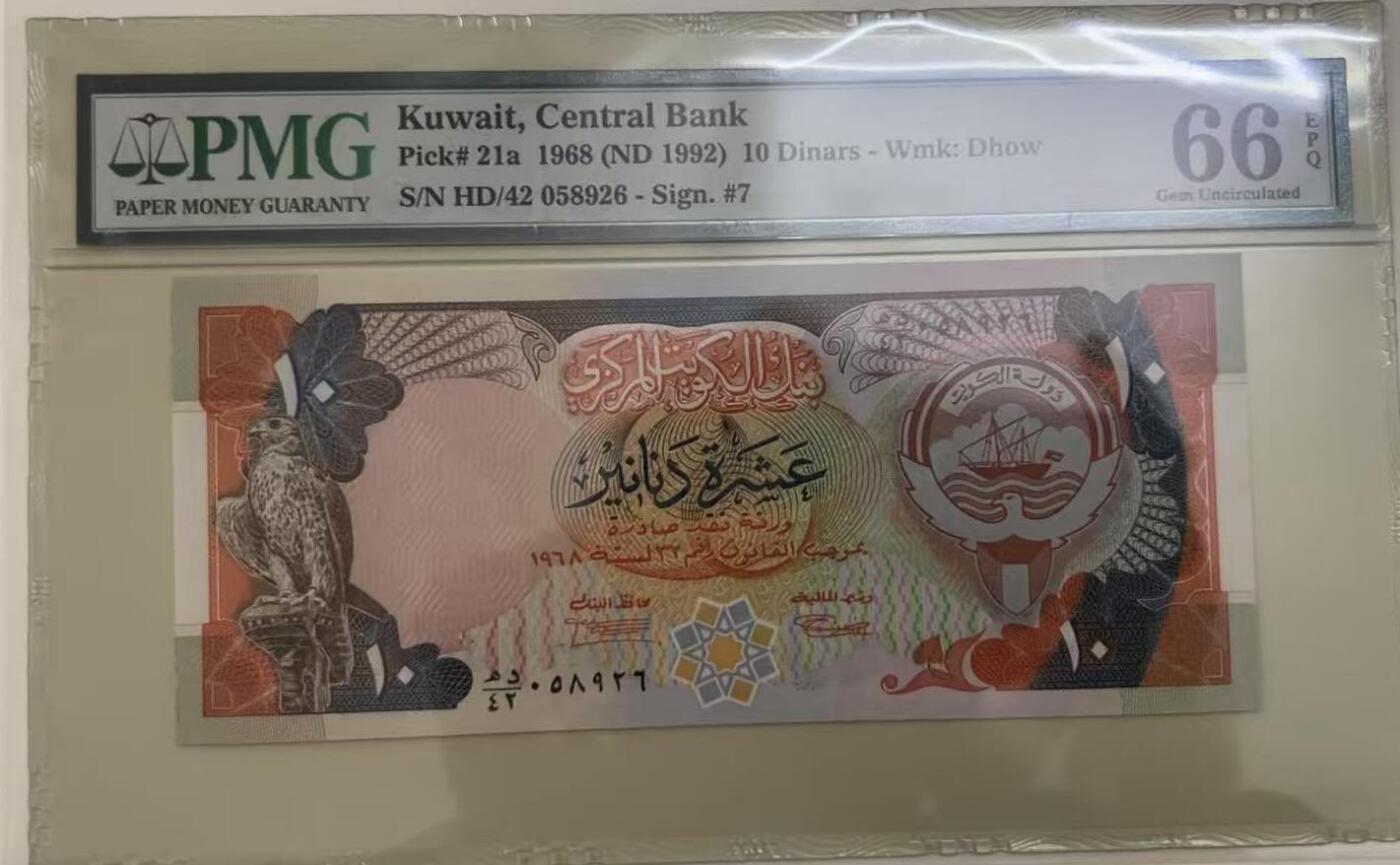 PMG
PAPER MONEY GUARANTY
Kuwait, Central Bank
Pick# 21a 1968 (ND 1992) 10 Dinars - Wmk: Dhow
S/N HD/42 058926 - Sign. #7
66
EPQ
Gem Uncirculated
١٠
١٠
بنك الكويت المركزي
دولة الكويت
عشرة دنانير
ورقة نقد صادرة
بموجب القانون رقم ٣٢ لسنة ١٩٦٨
وزير المالية
محافظ البنك
١٠
١٠
ه‍ د/٤٢ ٠٥٨٩٢٦